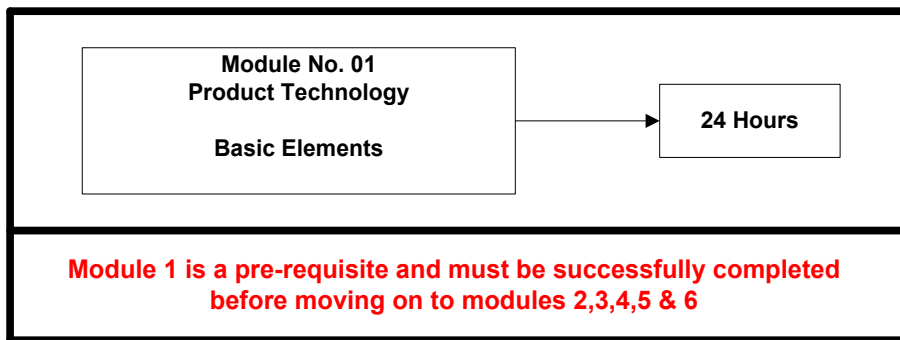 Module No. 01
Product Technology
Basic Elements
24 Hours
Module 1 is a pre-requisite and must be successfully completed
before moving on to modules 2,3,4,5 & 6